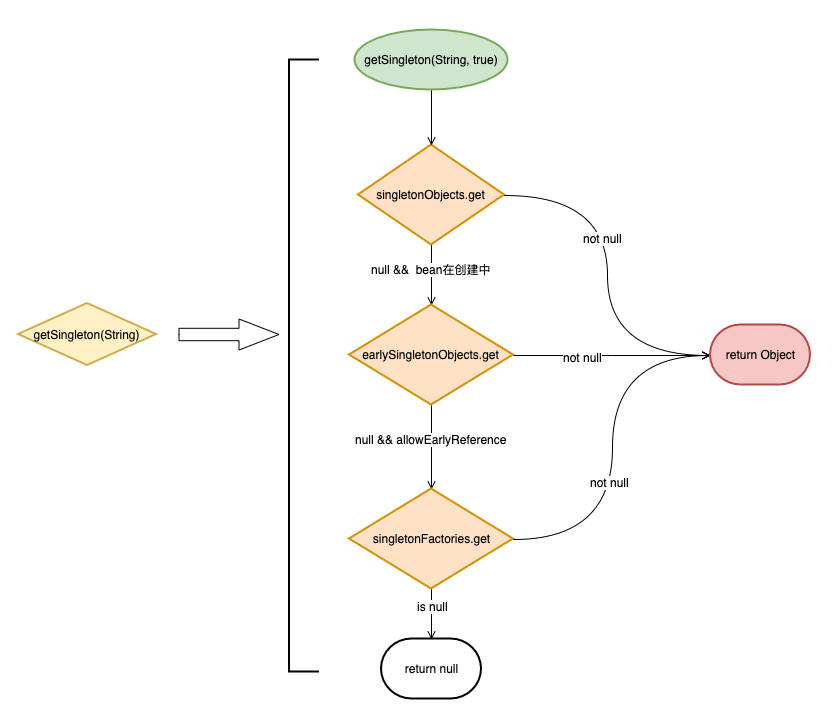 getSingleton(String, true)
singletonObjects.get
not null
null && bean在创建中
getSingleton(String)
earlySingletonObjects.get
not null
return Object
null && allowEarlyReference
not null
singletonFactories.get
is null
return null